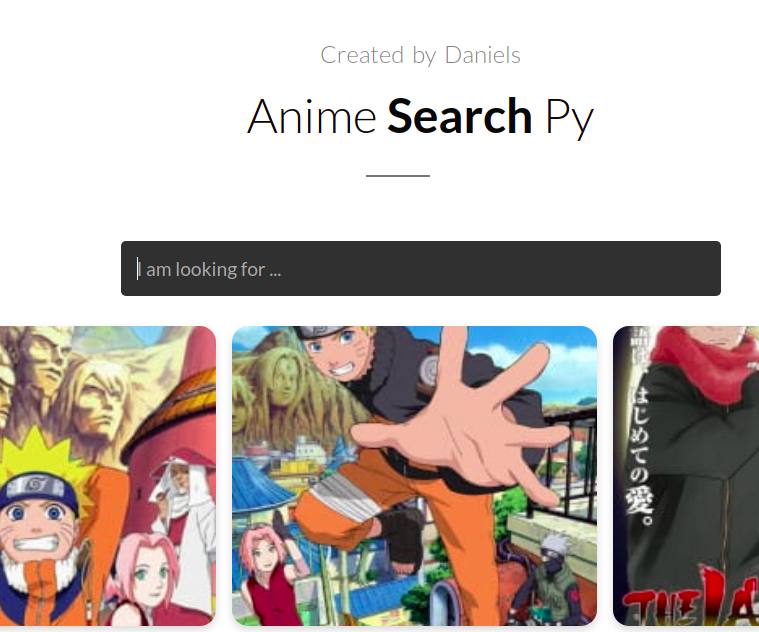 Created by Daniels
Anime Search Py
I am looking for ...
はじめての愛。
THE LA